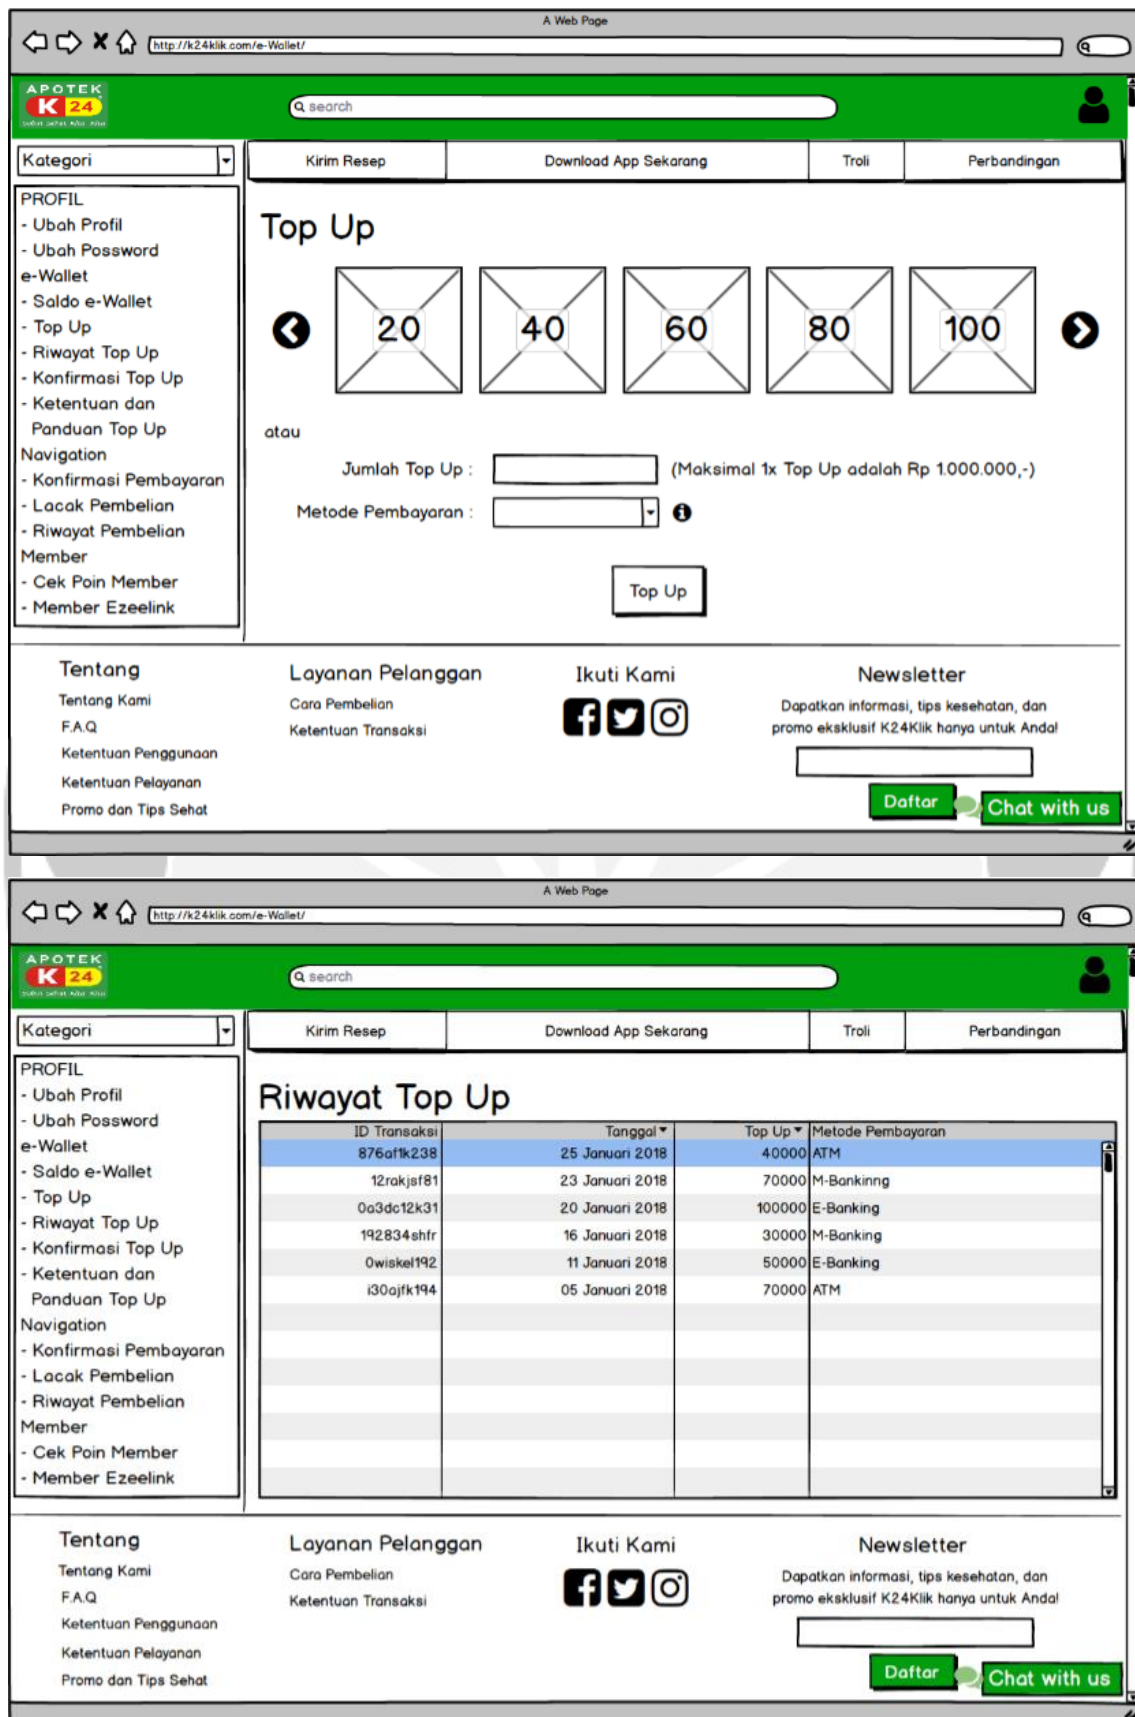 A Web Page
http://k24klik.com/e-Wallet/
APOTEK
K 24
search
Kategori
Kirim Resep
Download App Sekarang
Troli
Perbandingan
PROFIL
- Ubah Profil
- Ubah Possword
e-Wallet
- Saldo e-Wallet
- Top Up
- Riwayat Top Up
- Konfirmasi Top Up
- Ketentuan dan
Panduan Top Up
Navigation
- Konfirmasi Pembayaran
- Lacak Pembelian
- Riwayat Pembelian
Member
- Cek Poin Member
- Member Ezeelink
Top Up
20
40
60
80
100
atau
Jumlah Top Up :
(Maksimal 1x Top Up adalah Rp 1.000.000,-)
Metode Pembayaran :
Top Up
Tentang
Tentang Kami
F.A.Q
Ketentuan Penggunaan
Ketentuan Pelayanan
Promo dan Tips Sehat
Layanan Pelanggan
Cara Pembelian
Ketentuan Transaksi
Ikuti Kami
Newsletter
Dapatkan informasi, tips kesehatan, dan
promo eksklusif K24Klik hanya untuk Anda!
Daftar
Chat with us
A Web Page
http://k24klik.com/e-Wallet/
APOTEK
K 24
search
Kategori
Kirim Resep
Download App Sekarang
Troli
Perbandingan
PROFIL
- Ubah Profil
- Ubah Possword
e-Wallet
- Saldo e-Wallet
- Top Up
- Riwayat Top Up
- Konfirmasi Top Up
- Ketentuan dan
Panduan Top Up
Navigation
- Konfirmasi Pembayaran
- Lacak Pembelian
- Riwayat Pembelian
Member
- Cek Poin Member
- Member Ezeelink
Riwayat Top Up
ID Transaksi Tanggal Top Up Metode Pembayaran
876af1k238 25 Januari 2018 40000 ATM
12rakjsf81 23 Januari 2018 70000 M-Bankinng
0a3dc12k31 20 Januari 2018 100000 E-Banking
192834shfr 16 Januari 2018 30000 M-Banking
0wiskel192 11 Januari 2018 50000 E-Banking
i30ajfk194 05 Januari 2018 70000 ATM
Tentang
Tentang Kami
F.A.Q
Ketentuan Penggunaan
Ketentuan Pelayanan
Promo dan Tips Sehat
Layanan Pelanggan
Cara Pembelian
Ketentuan Transaksi
Ikuti Kami
Newsletter
Dapatkan informasi, tips kesehatan, dan
promo eksklusif K24Klik hanya untuk Anda!
Daftar
Chat with us